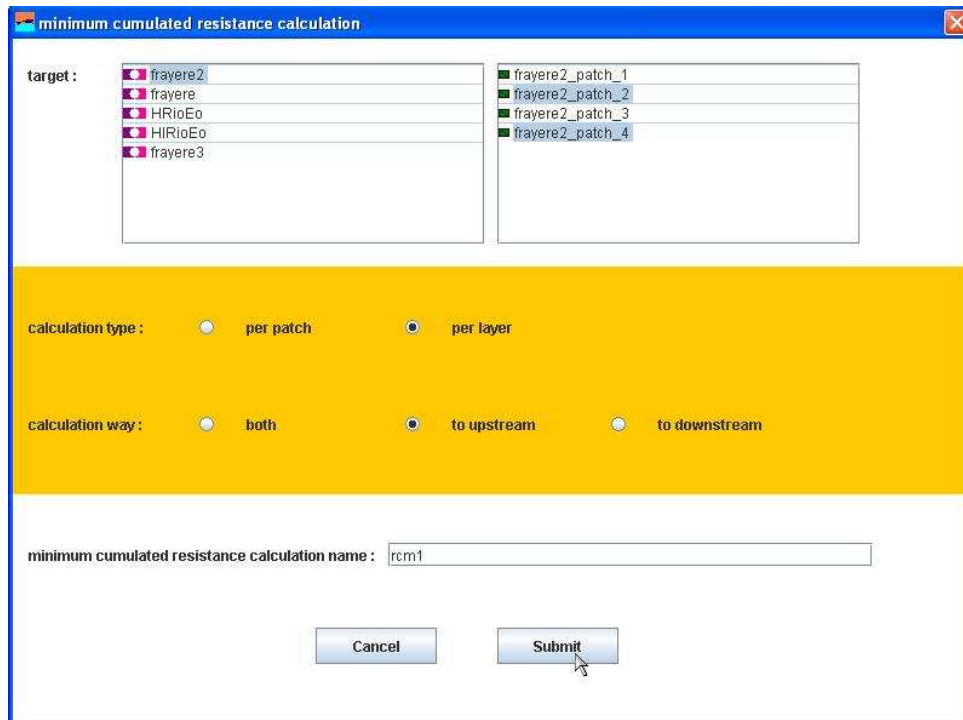 minimum cumulated resistance calculation
target :
frayere2
frayere
HRioEo
HIRioEo
frayere3
frayere2_patch_1
frayere2_patch_2
frayere2_patch_3
frayere2_patch_4
calculation type : per patch per layer
calculation way : both to upstream to downstream
minimum cumulated resistance calculation name : rcm1
Cancel Submit